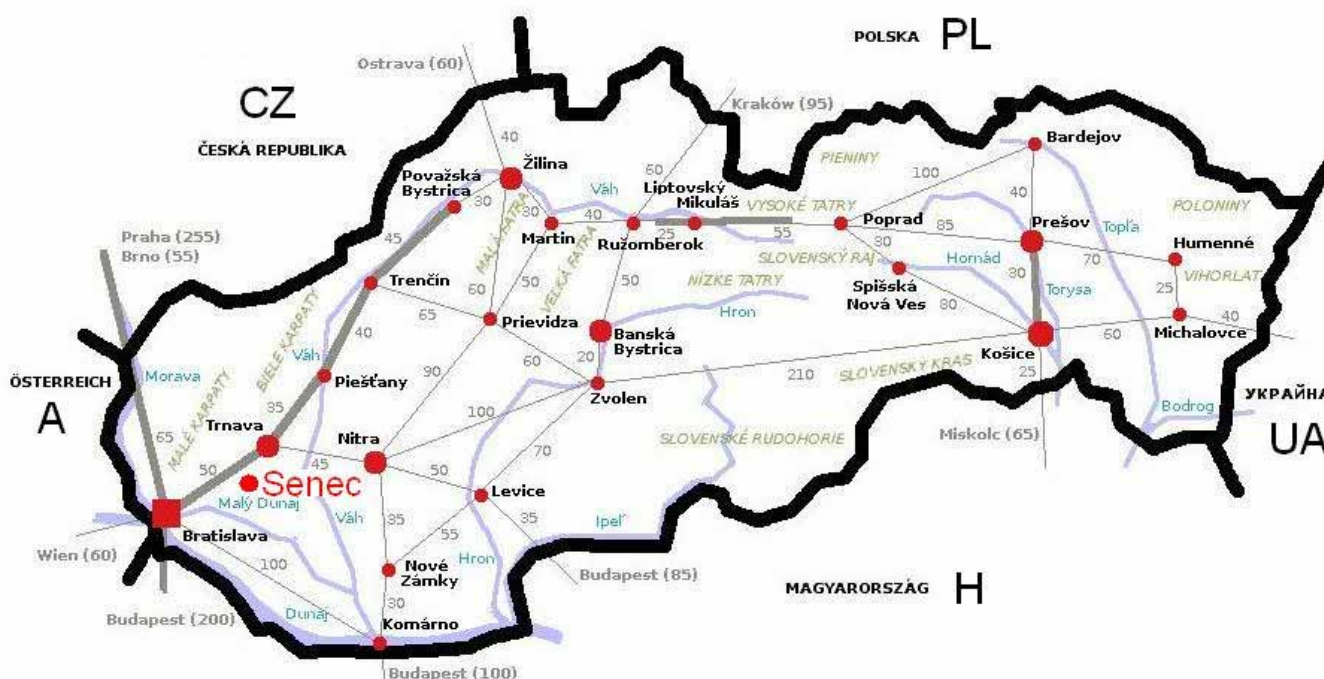 POLSKA PL
Ostrava (60)
CZ
Kraków (95)
ČESKÁ REPUBLIKA
40
Žilina
Bardejov
PIENINY
100
60
Považská
Bystrica
30
Váh
Liptovský
Mikuláš
VYSOKÉ TATRY
40
POLONINY
MALÁ FATRA
30
40
Martin
Ružomberok
25
55
Poprad
85
Prešov
Topľa
Praha (255)
Brno (55)
45
VEĽKÁ FATRA
30
SLOVENSKÝ RAJ
Hornád
30
70
Humenné
VIHORLAT
Trenčín
50
50
NÍZKE TATRY
Spišská
Nová Ves
Torysa
25
60
65
Prievidza
Hron
80
Michalovce
40
BIELE KARPATY
40
Banská
Bystrica
Košice
60
Váh
60
20
ÖSTERREICH
A
Morava
Piešťany
90
Zvolen
210
SLOVENSKÝ KRAS
25
УКРАЙНА
UA
MALÉ KARPATY
35
100
Bodrog
Trnava
Nitra
SLOVENSKÉ RUDOHORIE
Miskolc (65)
65
50
45
50
70
Senec
Levice
Malý Dunaj
Váh
35
35
Ipeľ
Bratislava
55
Wien (60)
100
Nové
Zámky
Hron
Budapest (85)
MAGYARORSZÁG H
30
Budapest (200)
Dunaj
Komárno
Budapest (100)